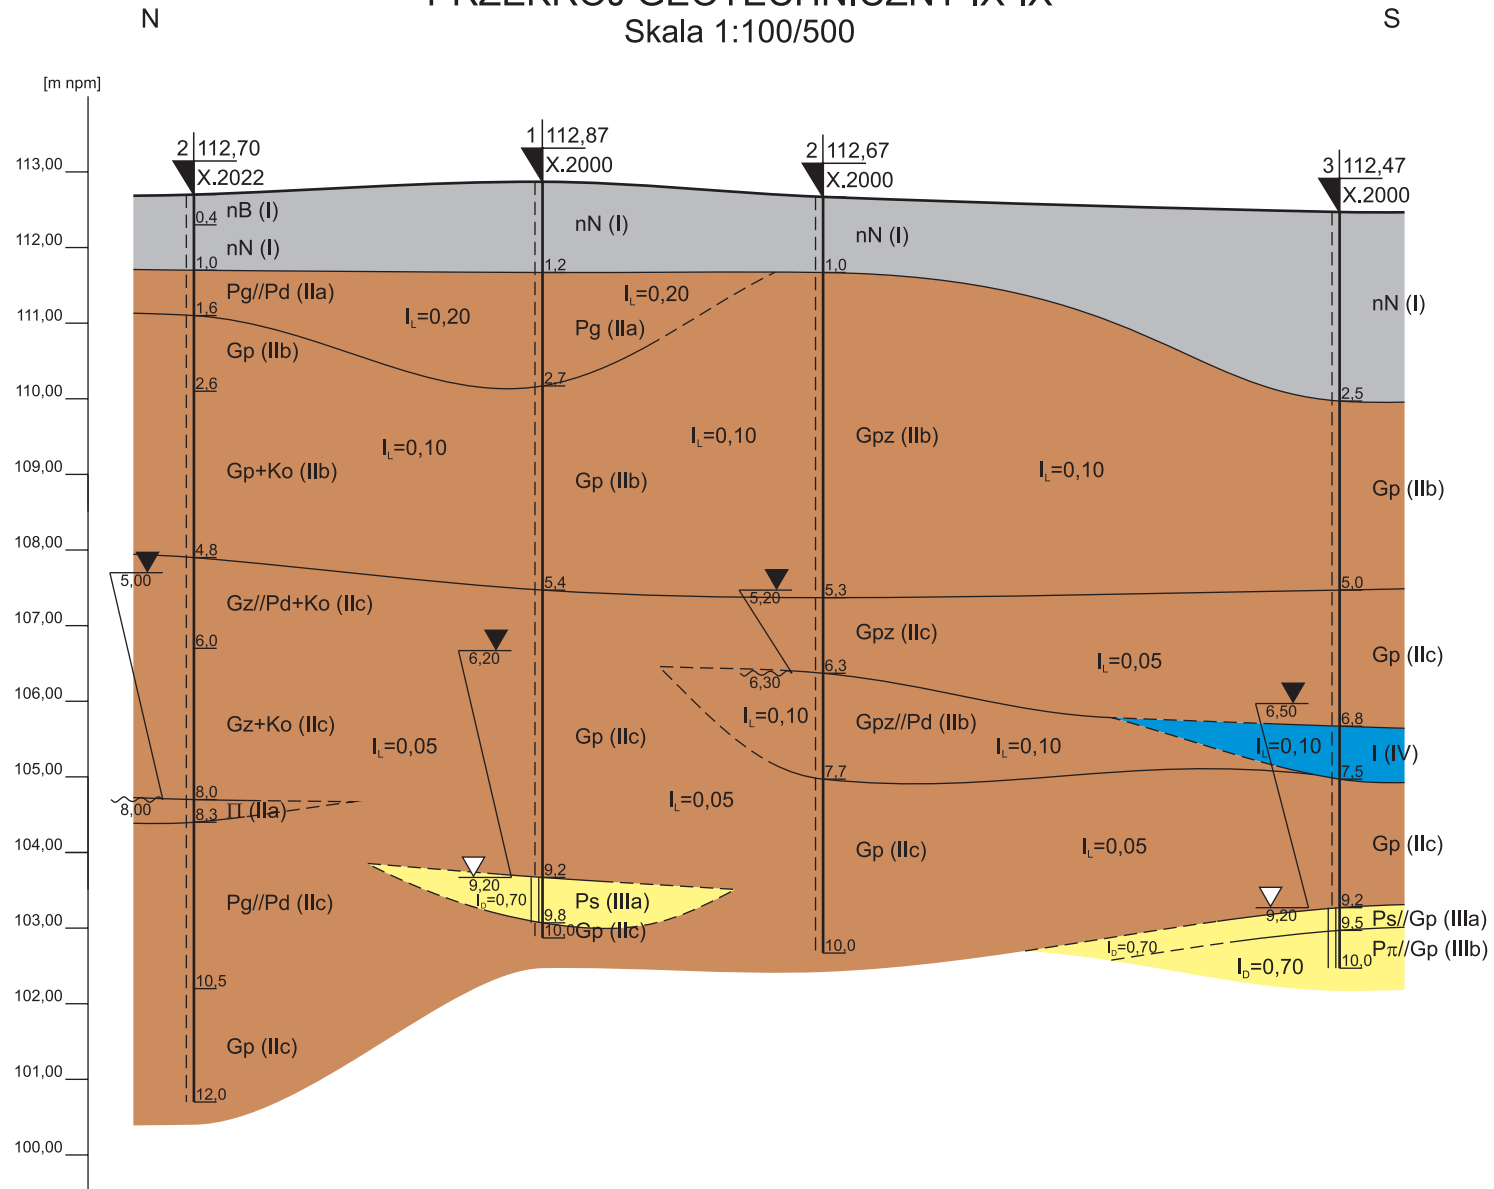 N
PRZEKRÓJ GEOTECHNICZNY IX-IX
S
Skala 1:100/500
[m npm]
113,00
112,00
111,00
110,00
109,00
108,00
107,00
106,00
105,00
104,00
103,00
102,00
101,00
100,00
2 112,70
X.2022
0,4
nB (I)
nN (I)
1,0
Pg//Pd (IIa)
1,6
Gp (IIb)
2,6
Gp+Ko (IIb)
4,8
5,00
Gz//Pd+Ko (IIc)
6,0
Gz+Ko (IIc)
8,0
8,00
Π (IIa)
8,3
Pg//Pd (IIc)
10,5
Gp (IIc)
12,0
IL=0,20
IL=0,10
IL=0,05
1 112,87
X.2000
nN (I)
1,2
IL=0,20
Pg (IIa)
2,7
IL=0,10
Gp (IIb)
5,4
6,20
Gp (IIc)
IL=0,05
9,2
9,20
ID=0,70
Ps (IIIa)
9,8
10,0
Gp (IIc)
2 112,67
X.2000
nN (I)
1,0
Gpz (IIb)
IL=0,10
5,20
5,3
Gpz (IIc)
IL=0,05
6,3
6,30
IL=0,10
Gpz//Pd (IIb)
IL=0,10
7,7
Gp (IIc)
IL=0,05
10,0
3 112,47
X.2000
nN (I)
2,5
Gp (IIb)
5,0
Gp (IIc)
6,50
6,8
IL=0,10
I (IV)
7,5
Gp (IIc)
9,2
9,20
Ps//Gp (IIIa)
9,5
ID=0,70
Pπ//Gp (IIIb)
ID=0,70
10,0